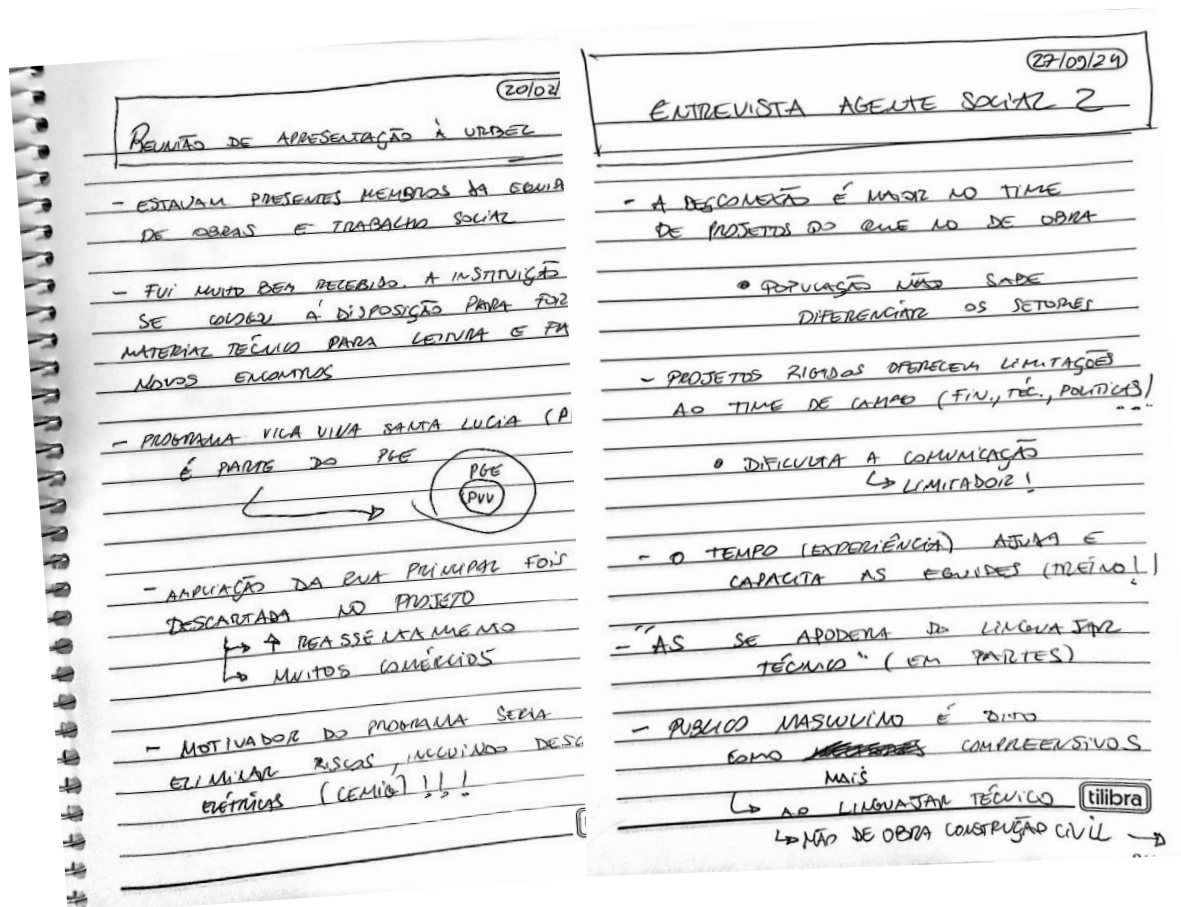 (20/02/
REUNIÃO DE APRESENTAÇÃO À URBEL
- ESTAVAM PRESENTES MEMBROS DA EQUIP
DE OBRAS E TRABALHO SOCIAL
- FUI MUITO BEM RECEBIDO. A INSTITUIÇÃO
SE COLOCOU À DISPOSIÇÃO PARA FOR
MATERIAL TÉCNICO PARA LEITURA E FA
NOVOS ENCONTROS
- PROGRAMA VILA VIVA SANTA LUCIA (P
É PARTE DO PGE
PGE
PVV
- AMPLIAÇÃO DA RUA PRINCIPAL FOIS
DESCARTADA NO PROJETO
↳ ↑ REASSENTAMENTO
↳ MUITOS COMÉRCIOS
- MOTIVADOR DO PROGRAMA SERIA
ELIMINAR RISCOS, INCLUINDO DESC
ELÉTRICAS (CEMIG) !!!
27/09/24
ENTREVISTA AGENTE SOCIAL 2
- A DESCONEXÃO É MAIOR NO TIME
DE PROJETOS DO QUE NO DE OBRA
• POPULAÇÃO NÃO SABE
DIFERENCIAR OS SETORES
- PROJETOS RIGIDOS OFERECEM LIMITAÇÕES
AO TIME DE CAMPO (FIN., TÉC., POLITICAS)
...
• DIFICULTA A COMUNICAÇÃO
↳ LIMITADOR!
- O TEMPO (EXPERIÊNCIA) AJUDA E
CAPACITA AS EQUIPES (TREINO!!)
- "AS SE APODERA DO LINGUAJAR
TÉCNICO" (EM PARTES)
- PUBLICO MASCULINO É DITO
COMO COMPREENSIVOS
MAIS
↳ AO LINGUAJAR TÉCNICO tilibra
↳ MÃO DE OBRA CONSTRUÇÃO CIVIL →